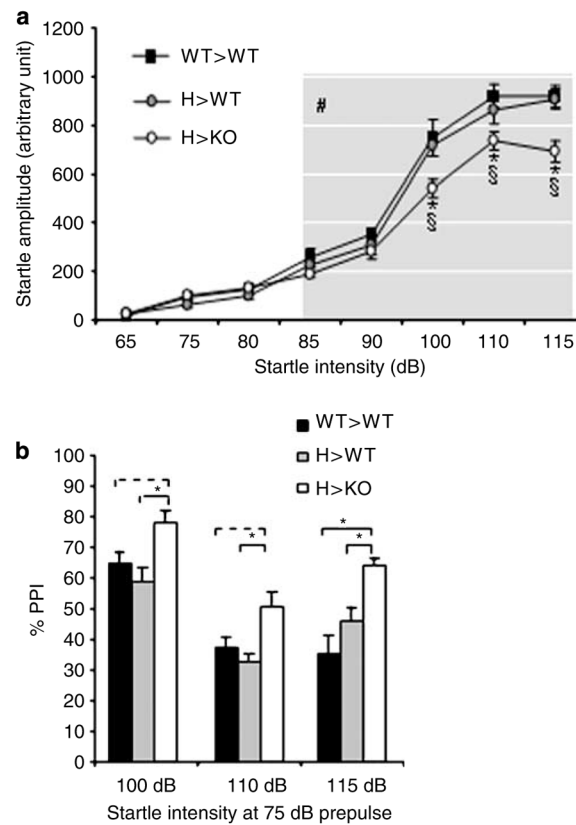 a
1200
1000
800
600
400
200
0
Startle amplitude (arbitrary unit)
WT>WT
H>WT
H>KO
#
*
§
*
§
*
§
65 75 80 85 90 100 110 115
Startle intensity (dB)
b
WT>WT
H>WT
H>KO
100
90
80
70
60
50
40
30
20
10
0
% PPI
*
*
*
*
100 dB 110 dB 115 dB
Startle intensity at 75 dB prepulse